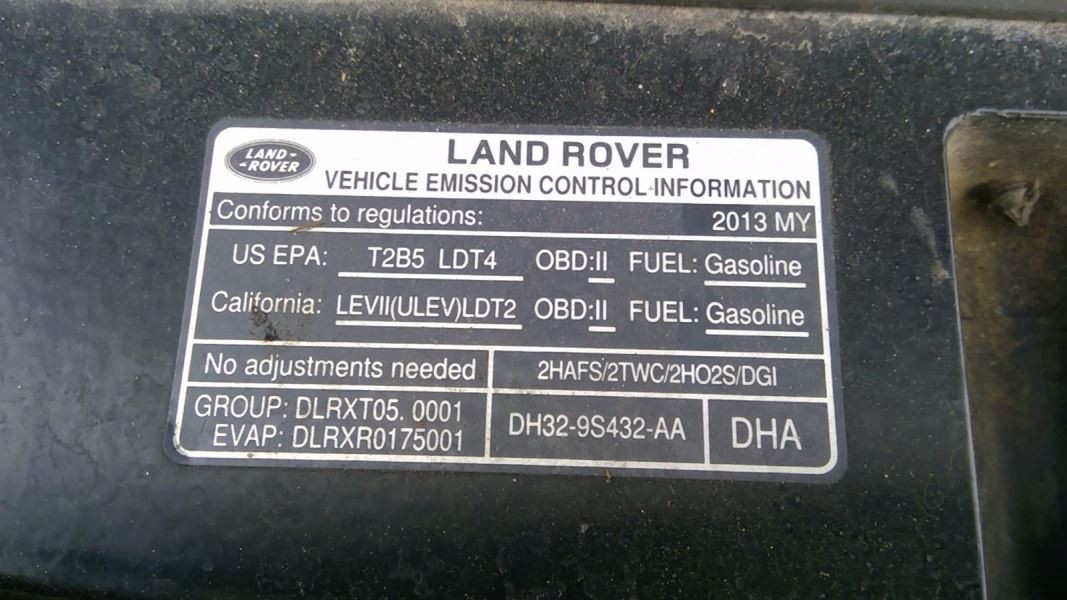 LAND ROVER
LAND ROVER
VEHICLE EMISSION CONTROL INFORMATION
Conforms to regulations: 2013 MY
US EPA: T2B5 LDT4 OBD:II FUEL: Gasoline
California: LEVII(ULEV)LDT2 OBD:II FUEL: Gasoline
No adjustments needed 2HAFS/2TWC/2HO2S/DGI
GROUP: DLRXT05. 0001
EVAP: DLRXR0175001
DH32-9S432-AA
DHA